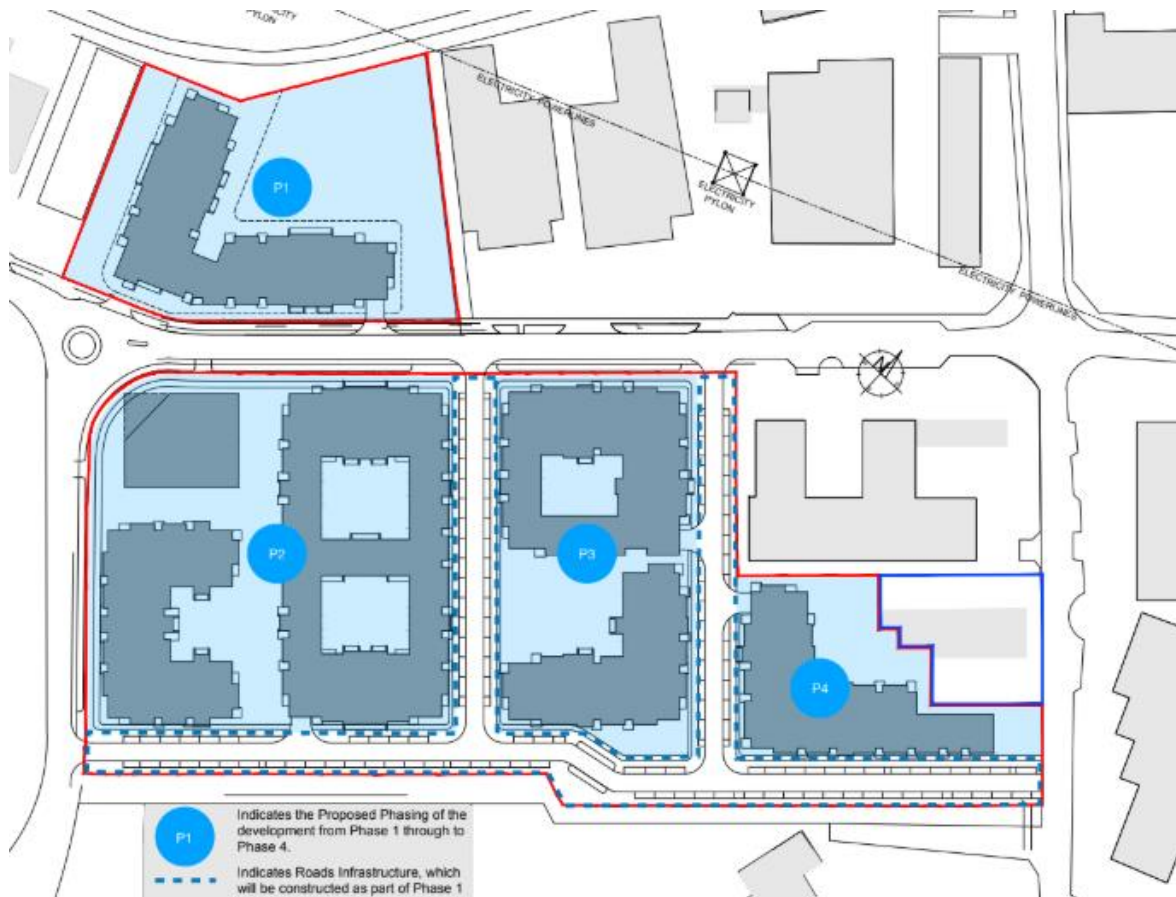 ELECTRICITY
PYLON
ELECTRICITY POWERLINES
P1
ELECTRICITY
PYLON
ELECTRICITY POWERLINES
N
P2
P3
P4
P1
Indicates the Proposed Phasing of the
development from Phase 1 through to
Phase 4.
Indicates Roads Infrastructure, which
will be constructed as part of Phase 1